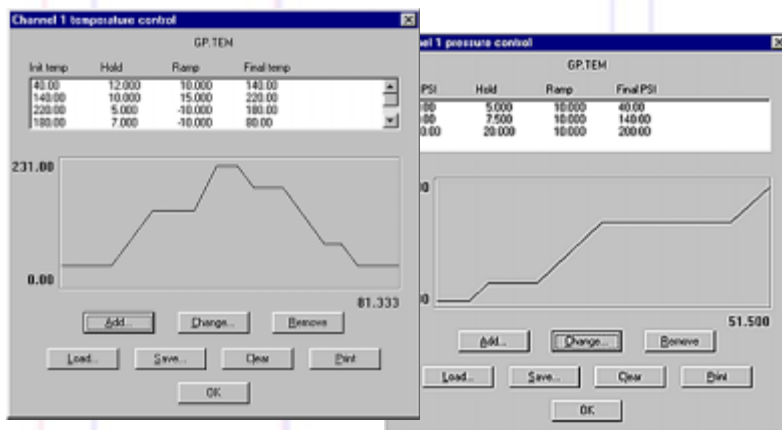 Channel 1 temperature control
GP.TEM
Init temp Hold Ramp Final temp
40.00 12.000 10.000 140.00
140.00 10.000 15.000 220.00
220.00 5.000 -10.000 180.00
180.00 7.000 -10.000 80.00
231.00
0.00
81.333
Add... Change... Remove
Load... Save... Clear Print
OK
nel 1 pressure control
GP.TEM
PSI Hold Ramp Final PSI
5.000 10.000 40.00
7.500 10.000 140.00
20.000 10.000 200.00
51.500
Add... Change... Remove
Load... Save... Clear Print
OK